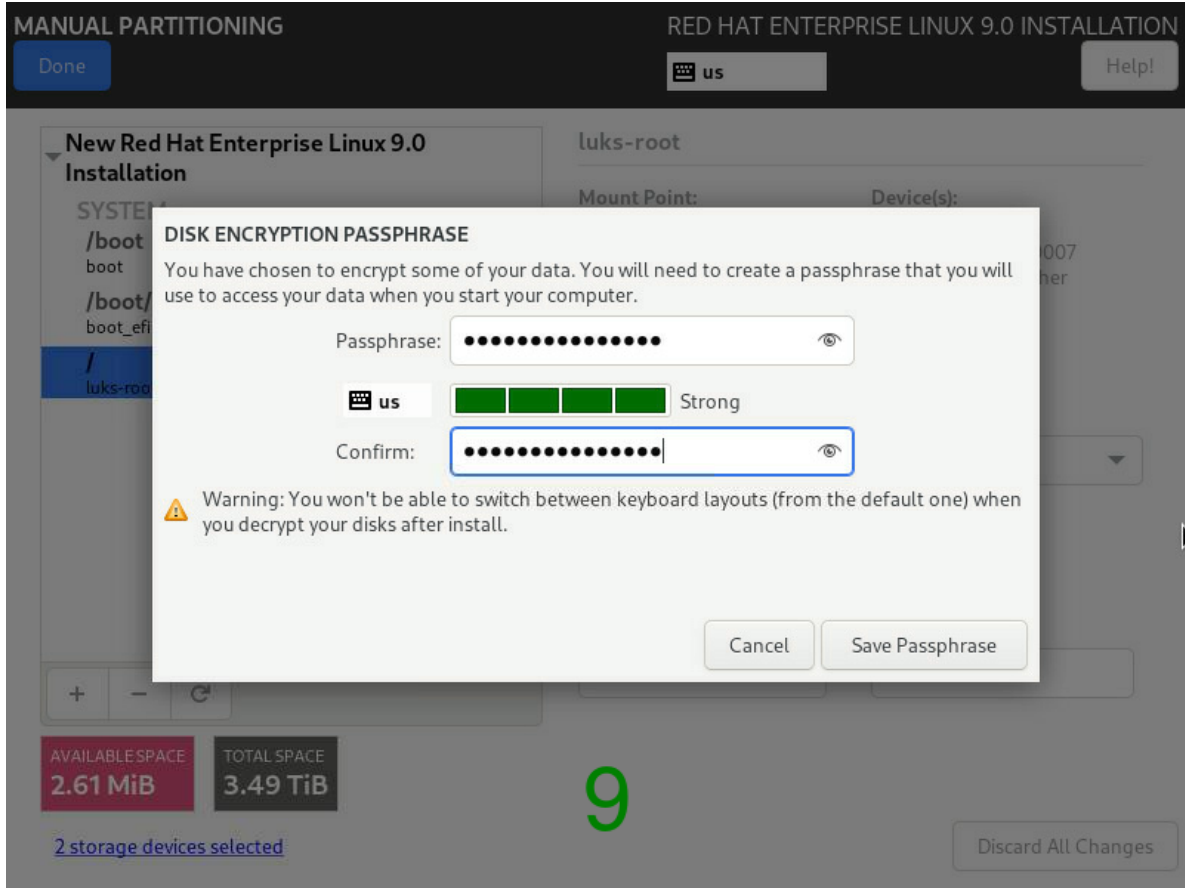 MANUAL PARTITIONING
RED HAT ENTERPRISE LINUX 9.0 INSTALLATION
Done
us
Help!
New Red Hat Enterprise Linux 9.0
Installation
luks-root
SYSTEM
Mount Point:
Device(s):
/boot
boot
0007
/boot/
boot_efi
/
luks-roo
DISK ENCRYPTION PASSPHRASE
You have chosen to encrypt some of your data. You will need to create a passphrase that you will
use to access your data when you start your computer.
Passphrase: •••••••••••••••
us
Strong
Confirm: •••••••••••••••
Warning: You won't be able to switch between keyboard layouts (from the default one) when
you decrypt your disks after install.
Cancel
Save Passphrase
+ −
AVAILABLE SPACE
2.61 MiB
TOTAL SPACE
3.49 TiB
9
2 storage devices selected
Discard All Changes